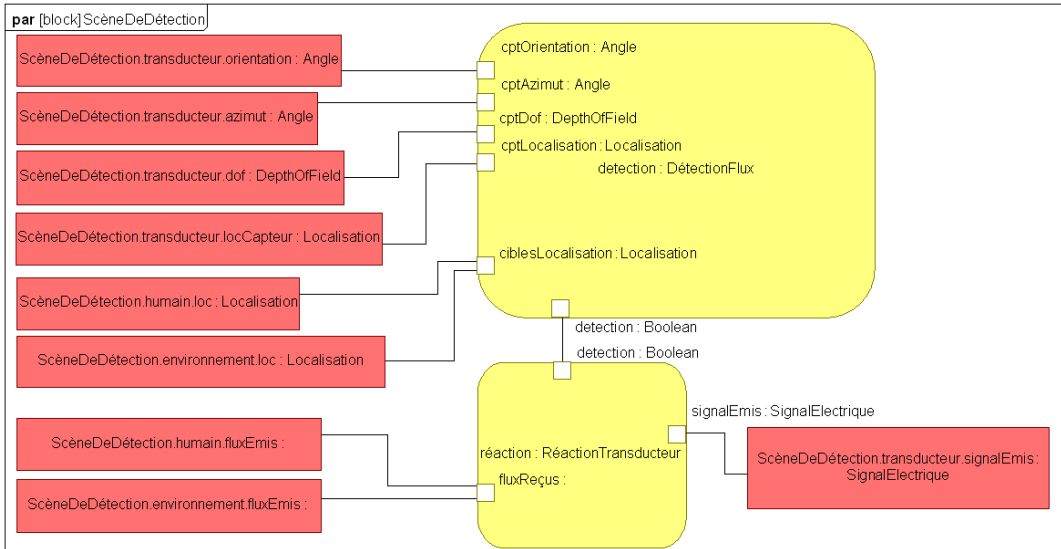 par [block] ScèneDeDétection
ScèneDeDétection.transducteur.orientation : Angle
ScèneDeDétection.transducteur.azimut : Angle
ScèneDeDétection.transducteur.dof : DepthOfField
ScèneDeDétection.transducteur.locCapteur : Localisation
ScèneDeDétection.humain.loc : Localisation
ScèneDeDétection.environnement.loc : Localisation
ScèneDeDétection.humain.fluxEmis :
ScèneDeDétection.environnement.fluxEmis :
cptOrientation : Angle
cptAzimut : Angle
cptDof : DepthOfField
cptLocalisation : Localisation
detection : DétectionFlux
ciblesLocalisation : Localisation
detection : Boolean
detection : Boolean
signalEmis : SignalElectrique
réaction : RéactionTransducteur
fluxReçus :
ScèneDeDétection.transducteur.signalEmis :
SignalElectrique